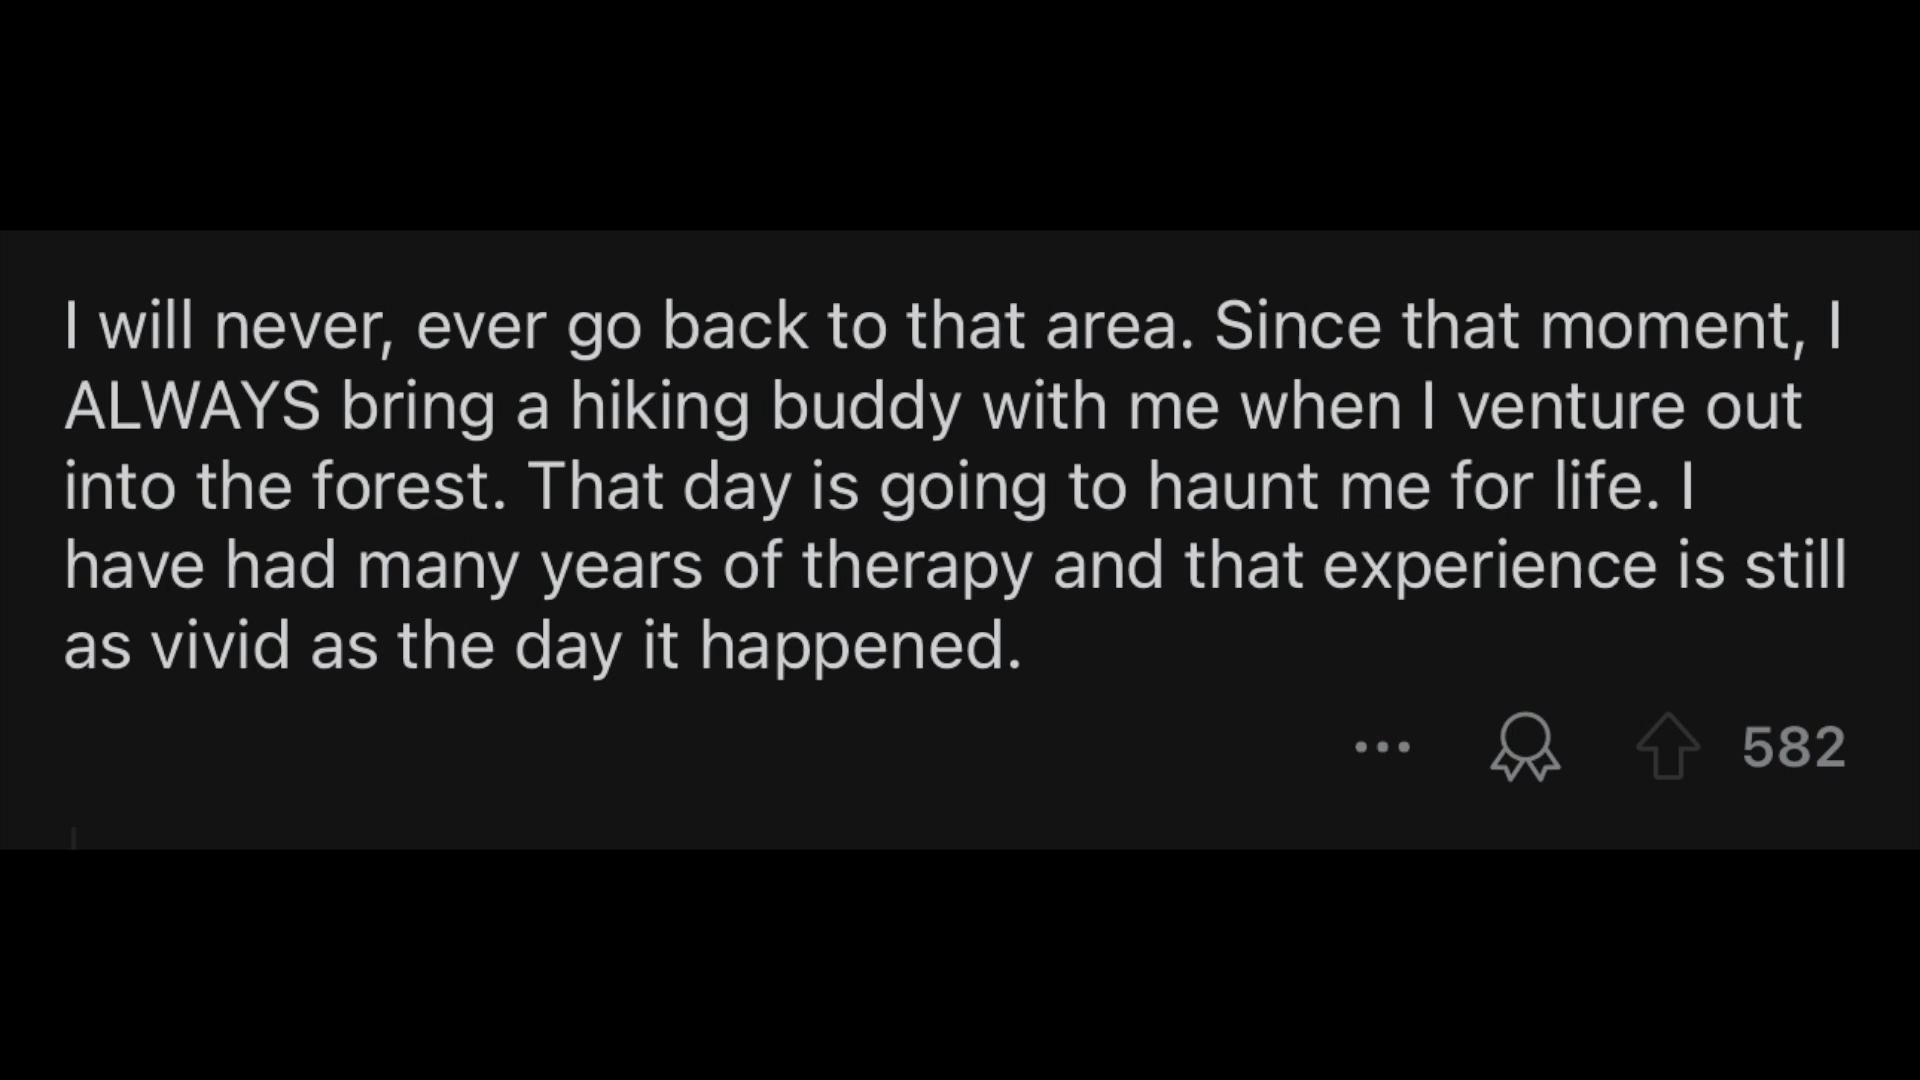 I will never, ever go back to that area. Since that moment, I
ALWAYS bring a hiking buddy with me when I venture out
into the forest. That day is going to haunt me for life. I
have had many years of therapy and that experience is still
as vivid as the day it happened.
582